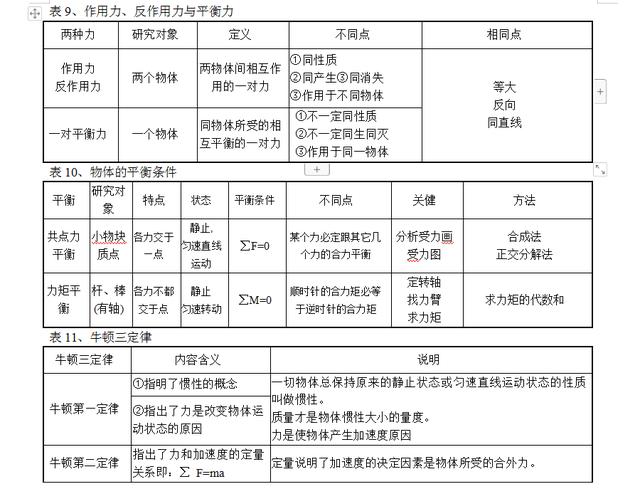 表 9、作用力、反作用力与平衡力
两种力 研究对象 定义 不同点 相同点
作用力
反作用力
两个物体
两物体间相互作
用的一对力
①同性质
②同产生③同消失
③作用于不同物体
等大
反向
同直线
一对平衡力
一个物体
同物体所受的相
互平衡的一对力
①不一定同性质
②不一定同生同灭
③作用于同一物体
表 10、物体的平衡条件
平衡 研究对
象 特点 状态 平衡条件 不同点 关健 方法
共点力
平衡
小物块
质点
各力交于
一点
静止,
匀速直线
运动
∑F=0
某个力必定跟其它几
个力的合力平衡
分析受力画
受力图
合成法
正交分解法
力矩平
衡
杆、棒
(有轴)
各力不都
交于点
静止
匀速转动
∑M=0
顺时针的合力矩必等
于逆时针的合力矩
定转轴
找力臂
求力矩
求力矩的代数和
表 11、牛顿三定律
牛顿三定律 内容含义 说明
牛顿第一定律
①指明了惯性的概念
②指出了力是改变物体运
动状态的原因
一切物体总保持原来的静止状态或匀速直线运动状态的性质
叫做惯性。
质量才是物体惯性大小的量度。
力是使物体产生加速度原因
牛顿第二定律
指出了力和加速度的定量
关系即：∑ F=ma
定量说明了加速度的决定因素是物体所受的合外力。